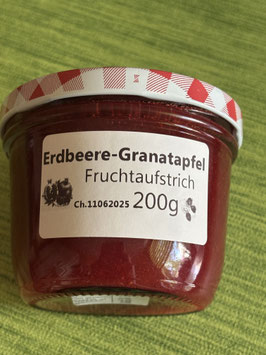 Erdbeere-Granatapfel
Fruchtaufstrich
Ch.11062025 200g